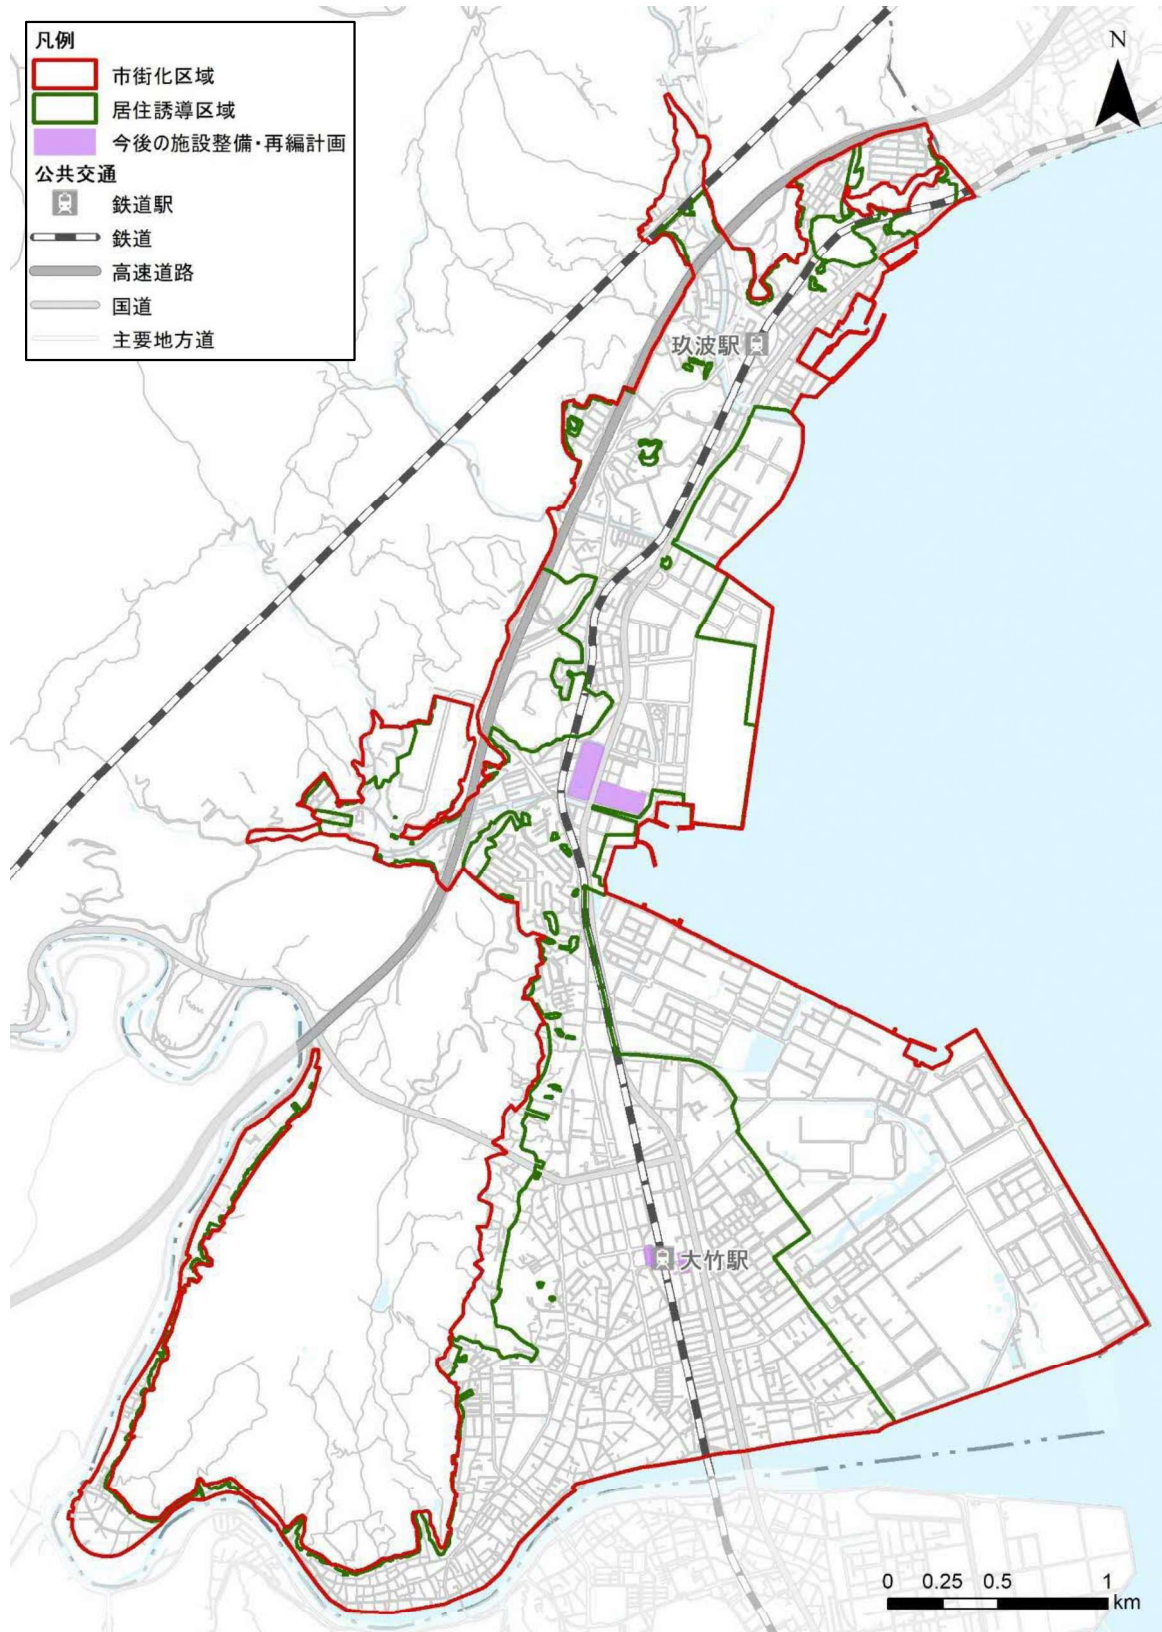 凡例
市街化区域
居住誘導区域
今後の施設整備・再編計画
公共交通
鉄道駅
鉄道
高速道路
国道
主要地方道
N
玖波駅
大竹駅
0 0.25 0.5 1
km